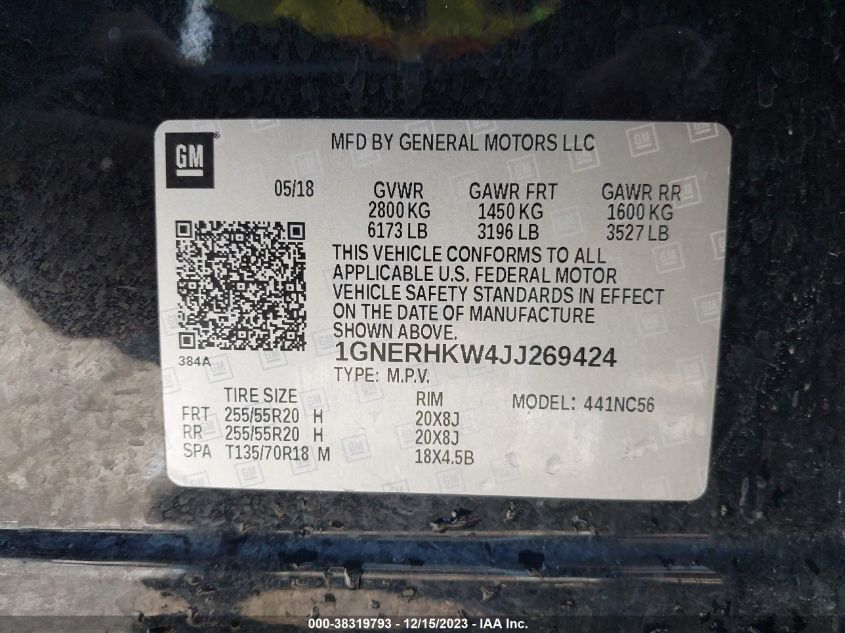 GM
MFD BY GENERAL MOTORS LLC
05/18 GVWR GAWR FRT GAWR RR
2800 KG 1450 KG 1600 KG
6173 LB 3196 LB 3527 LB
THIS VEHICLE CONFORMS TO ALL
APPLICABLE U.S. FEDERAL MOTOR
VEHICLE SAFETY STANDARDS IN EFFECT
ON THE DATE OF MANUFACTURE
SHOWN ABOVE.
384A
1GNERHKW4JJ269424
TYPE: M.P.V.
TIRE SIZE RIM MODEL: 441NC56
FRT 255/55R20 H 20X8J
RR 255/55R20 H 20X8J
SPA T135/70R18 M 18X4.5B
000-38319793 - 12/15/2023 - IAA Inc.